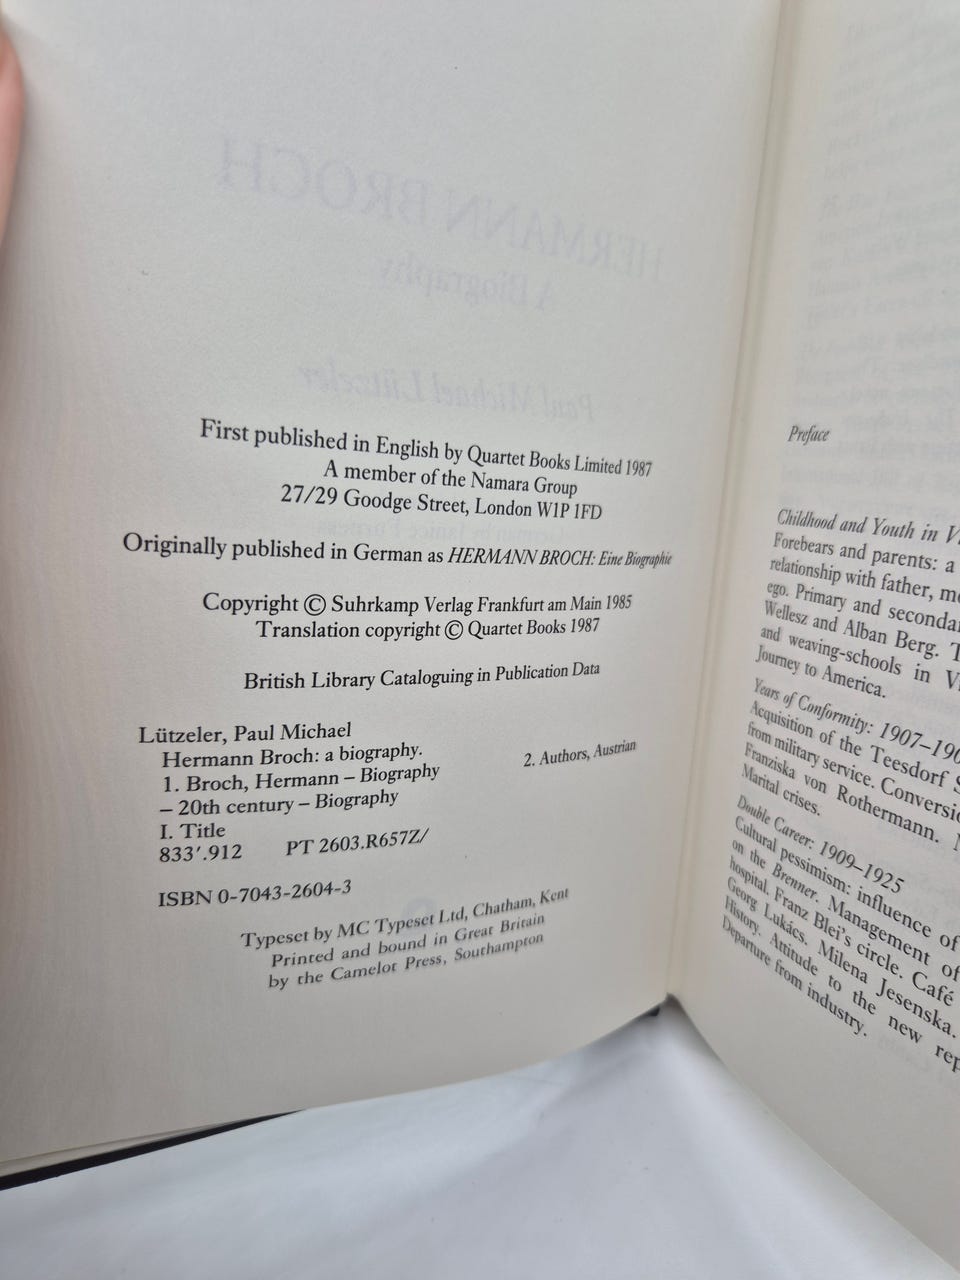 First published in English by Quartet Books Limited 1987
A member of the Namara Group
27/29 Goodge Street, London W1P 1FD
Originally published in German as HERMANN BROCH: Eine Biographie
Copyright © Suhrkamp Verlag Frankfurt am Main 1985
Translation copyright © Quartet Books 1987
British Library Cataloguing in Publication Data
Lützeler, Paul Michael
Hermann Broch: a biography.
1. Broch, Hermann – Biography 2. Authors, Austrian
– 20th century – Biography
I. Title
833'.912 PT 2603.R657Z/
ISBN 0-7043-2604-3
Typeset by MC Typeset Ltd, Chatham, Kent
Printed and bound in Great Britain
by the Camelot Press, Southampton
HERMANN BROCH
A Biography
Paul Michael Lützeler
Preface
Childhood and Youth in
Forebears and parents: a
relationship with father,
ego. Primary and
Wellesz and Alban Berg.
and weaving-schools in
Journey to America.
Years of Conformity:
Acquisition of the Teesdorf
from military service.
Franziska von Rothermann.
Marital crises.
Double Career: 1909–1925
Cultural pessimism: influence of
on the Brenner. Management of
hospital. Franz Blei's circle. Café
Georg Lukács. Milena Jesenska.
History. Attitude to the new
Departure from industry.